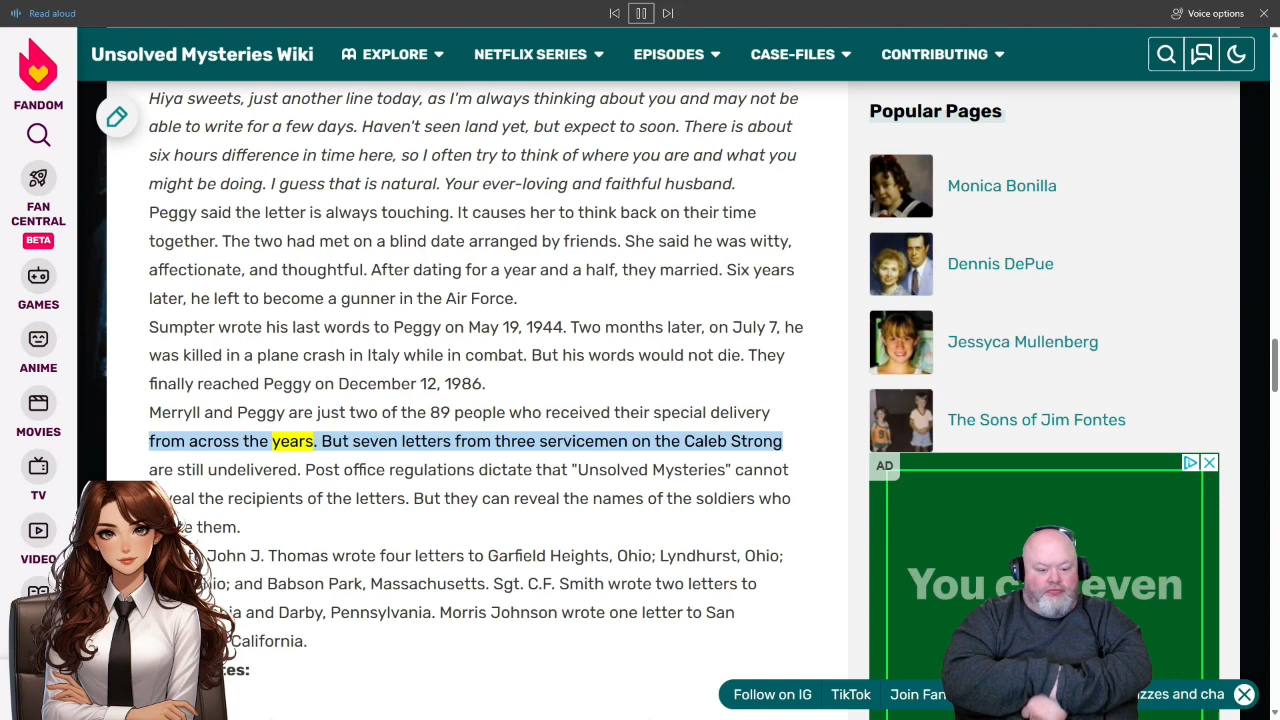 Read aloud
Voice options
Unsolved Mysteries Wiki
EXPLORE
NETFLIX SERIES
EPISODES
CASE-FILES
CONTRIBUTING
FANDOM
FAN
CENTRAL
BETA
GAMES
ANIME
MOVIES
TV
VIDEO
Hiya sweets, just another line today, as I'm always thinking about you and may not be
able to write for a few days. Haven't seen land yet, but expect to soon. There is about
six hours difference in time here, so I often try to think of where you are and what you
might be doing. I guess that is natural. Your ever-loving and faithful husband.
Peggy said the letter is always touching. It causes her to think back on their time
together. The two had met on a blind date arranged by friends. She said he was witty,
affectionate, and thoughtful. After dating for a year and a half, they married. Six years
later, he left to become a gunner in the Air Force.
Sumpter wrote his last words to Peggy on May 19, 1944. Two months later, on July 7, he
was killed in a plane crash in Italy while in combat. But his words would not die. They
finally reached Peggy on December 12, 1986.
Merryll and Peggy are just two of the 89 people who received their special delivery
from across the years. But seven letters from three servicemen on the Caleb Strong
are still undelivered. Post office regulations dictate that "Unsolved Mysteries" cannot
the recipients of the letters. But they can reveal the names of the soldiers who
them.
John J. Thomas wrote four letters to Garfield Heights, Ohio; Lyndhurst, Ohio;
and Babson Park, Massachusetts. Sgt. C.F. Smith wrote two letters to
and Darby, Pennsylvania. Morris Johnson wrote one letter to San
California.
Popular Pages
Monica Bonilla
Dennis DePue
Jessyca Mullenberg
The Sons of Jim Fontes
AD
You even
Follow on IG
TikTok
Join Fan
and cha